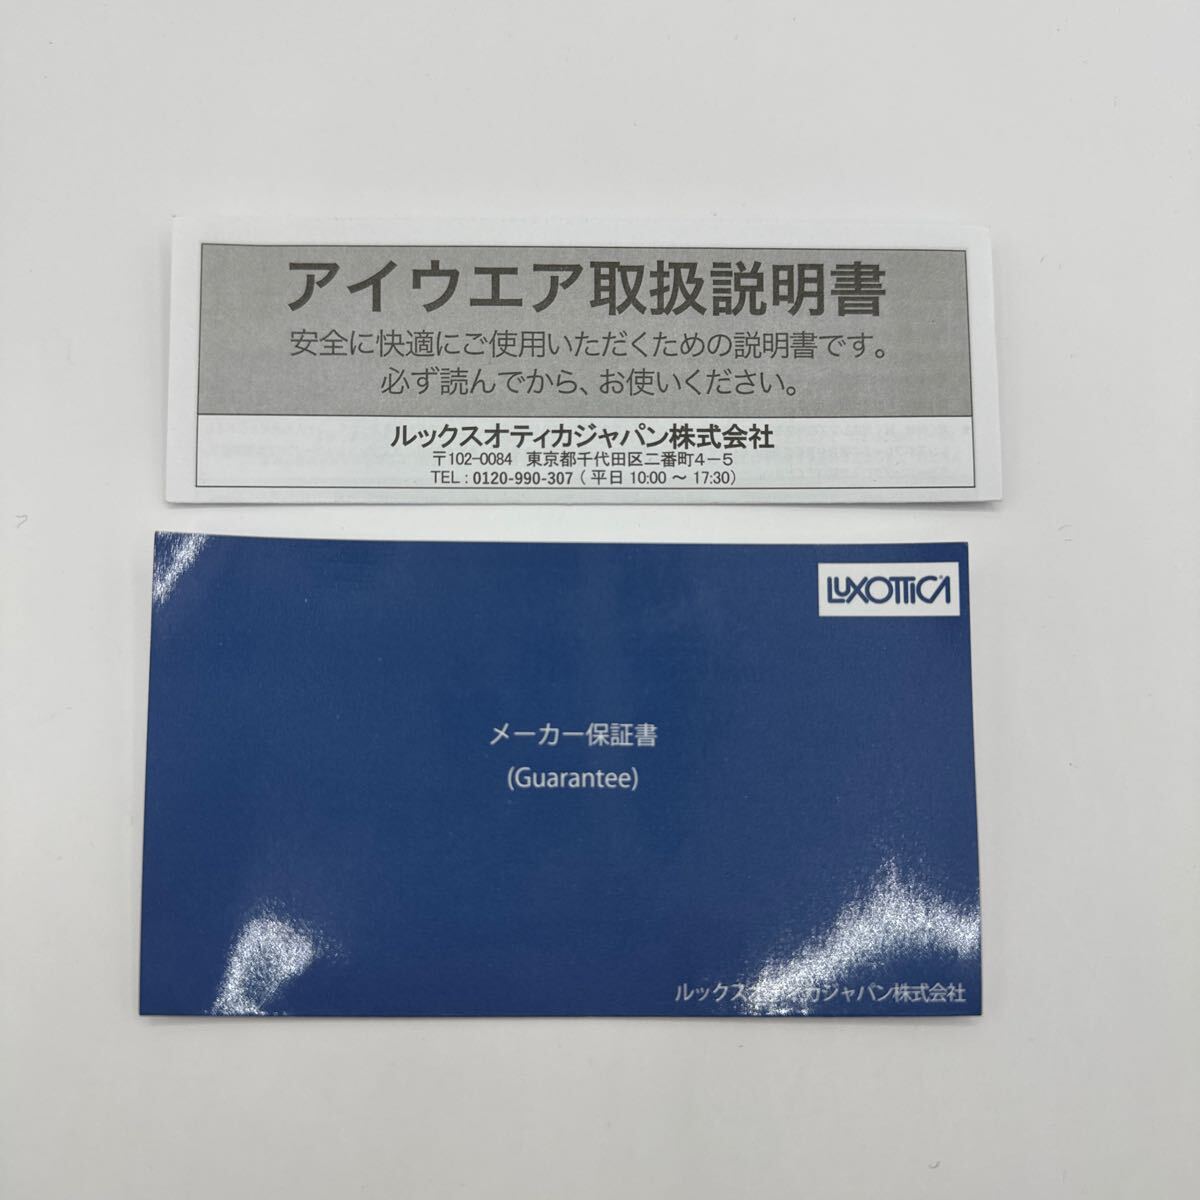 アイウエア取扱説明書
安全に快適にご使用いただくための説明書です。
必ず読んでから、お使いください。
ルックスオティカジャパン株式会社
〒102-0084 東京都千代田区二番町4-5
TEL : 0120-990-307 ( 平日 10:00 ～ 17:30)
LUXOTTICA
メーカー保証書
(Guarantee)
ルックスオティカジャパン株式会社